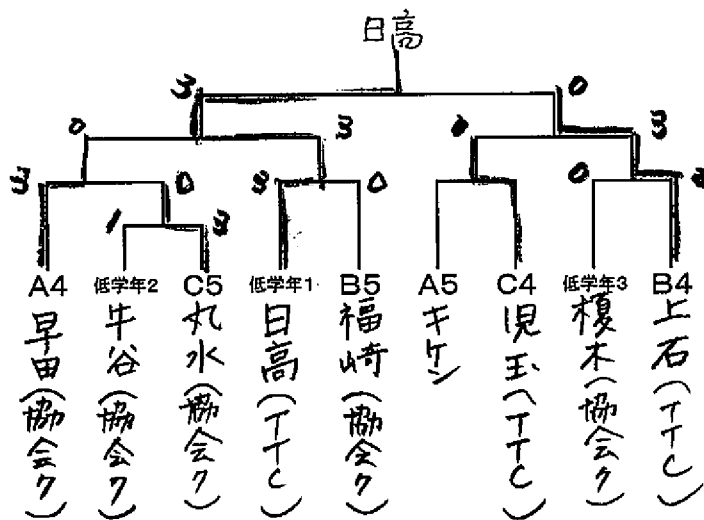 日高
3 0
0 3 0 3
3 0 3 0 0
1 3
A4 低学年2 C5 低学年1 B5 A5 C4 低学年3 B4
早田(協会ク)
牛谷(協会ク)
丸水(協会ク)
日高(TTC)
福崎(協会ク)
キケン
児玉(TTC)
榎木(協会ク)
上石(TTC)